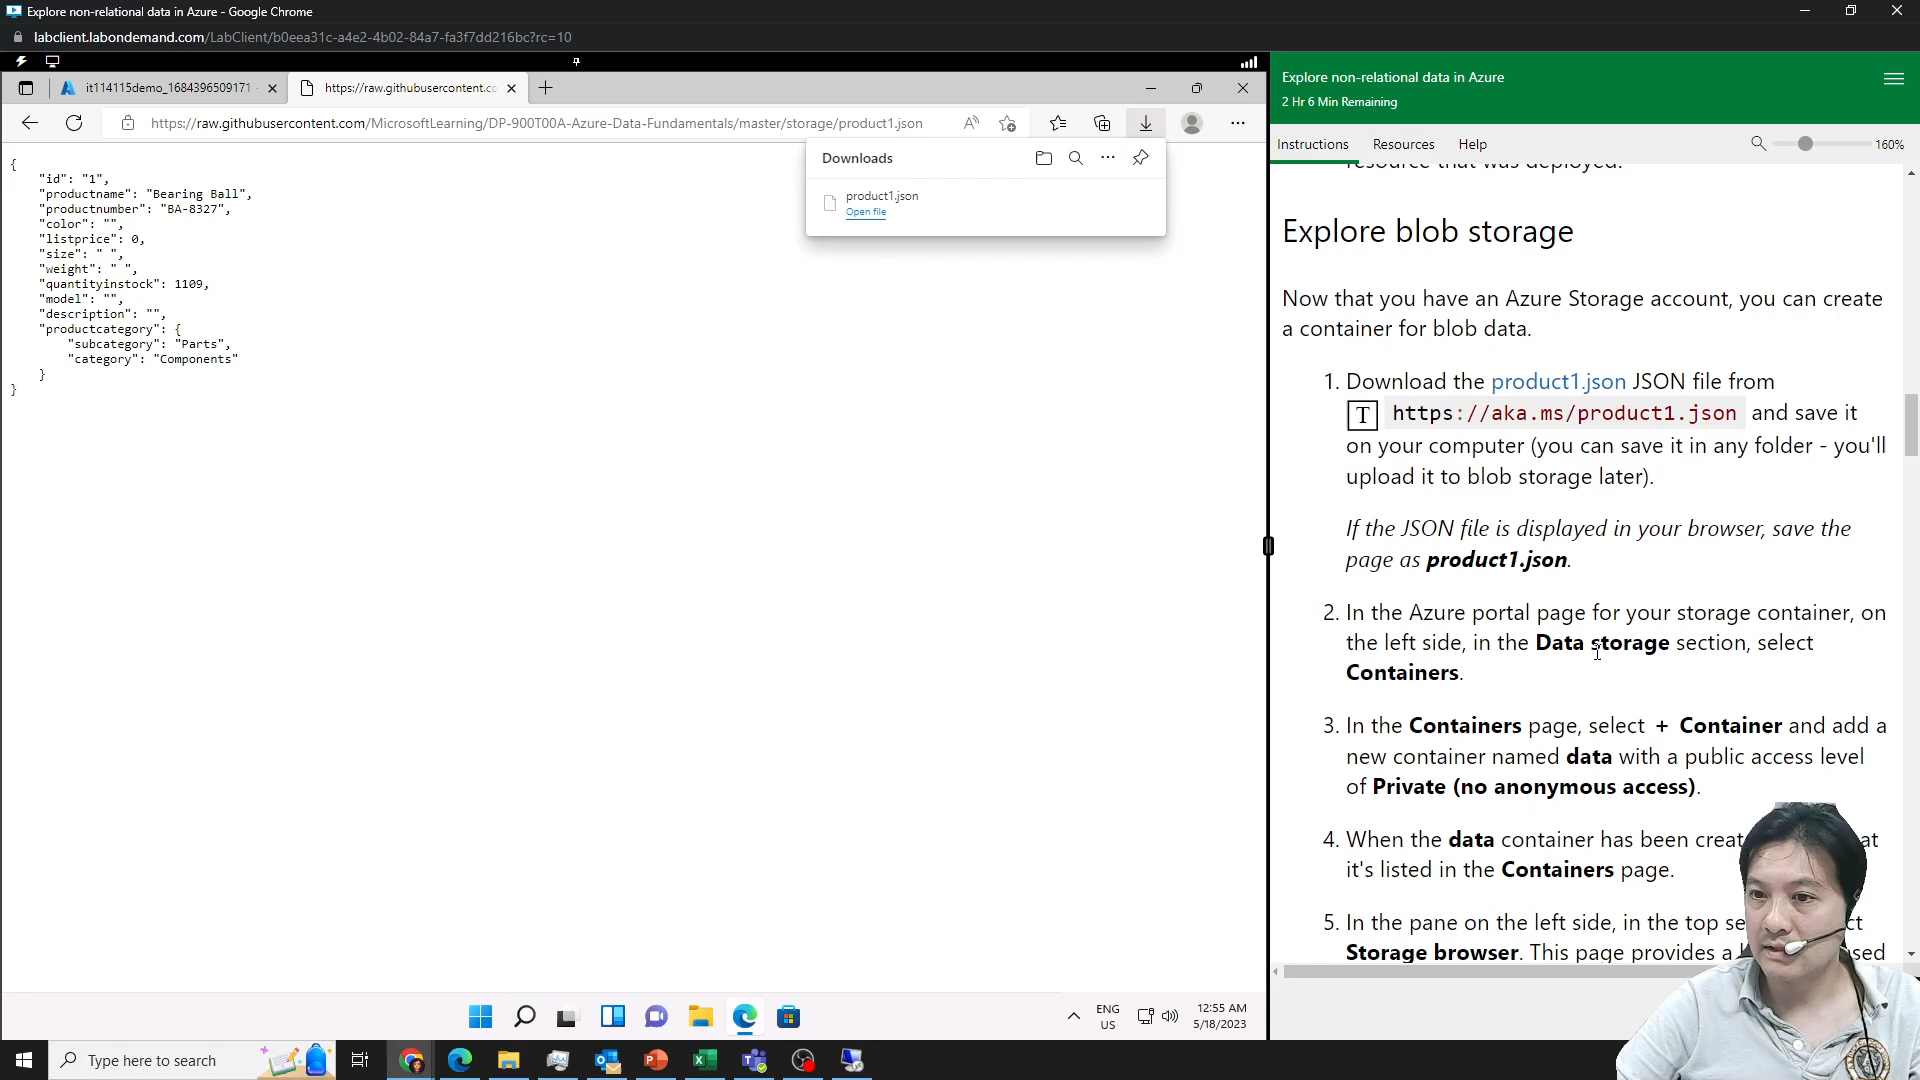 Explore non-relational data in Azure - Google Chrome
labclient.labondemand.com/LabClient/b0eea31c-a4e2-4b02-84a7-fa3f7dd216bc?rc=10
it114115demo_1684396509171
https://raw.githubusercontent.cc
https://raw.githubusercontent.com/MicrosoftLearning/DP-900T00A-Azure-Data-Fundamentals/master/storage/product1.json
Downloads
product1.json
Open file
{
"id": "1",
"productname": "Bearing Ball",
"productnumber": "BA-8327",
"color": "",
"listprice": 0,
"size": " ",
"weight": " ",
"quantityinstock": 1109,
"model": "",
"description": "",
"productcategory": {
"subcategory": "Parts",
"category": "Components"
}
}
ENG
US
12:55 AM
5/18/2023
Explore non-relational data in Azure
2 Hr 6 Min Remaining
Instructions Resources Help
160%
resource that was deployed.
Explore blob storage
Now that you have an Azure Storage account, you can create
a container for blob data.
1. Download the product1.json JSON file from
T https://aka.ms/product1.json and save it
on your computer (you can save it in any folder - you'll
upload it to blob storage later).
If the JSON file is displayed in your browser, save the
page as product1.json.
2. In the Azure portal page for your storage container, on
the left side, in the Data storage section, select
Containers.
3. In the Containers page, select + Container and add a
new container named data with a public access level
of Private (no anonymous access).
4. When the data container has been creat at
it's listed in the Containers page.
5. In the pane on the left side, in the top se ct
Storage browser. This page provides a sed
Type here to search